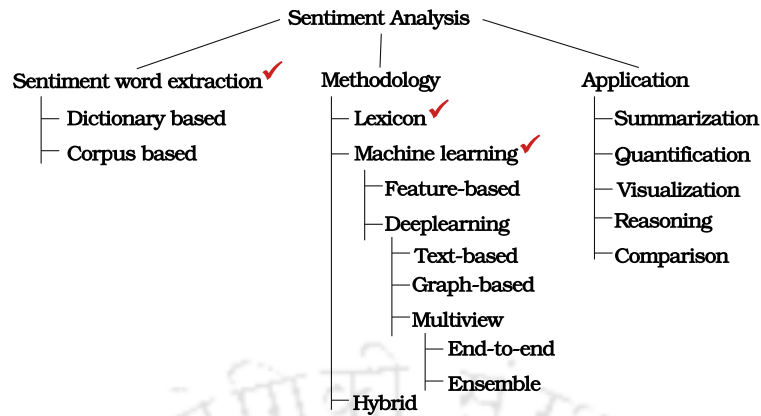 Sentiment Analysis
Sentiment word extraction
Dictionary based
Corpus based
Methodology
Lexicon
Machine learning
Feature-based
Deeplearning
Text-based
Graph-based
Multiview
End-to-end
Ensemble
Hybrid
Application
Summarization
Quantification
Visualization
Reasoning
Comparison